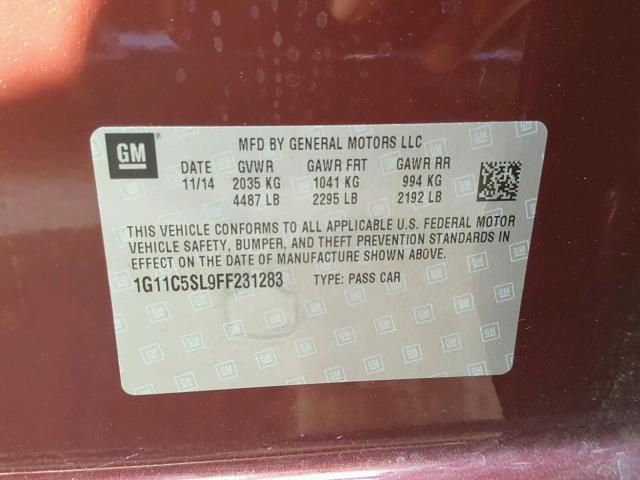 GM MFD BY GENERAL MOTORS LLC
DATE GVWR GAWR FRT GAWR RR
11/14 2035 KG 1041 KG 994 KG
4487 LB 2295 LB 2192 LB
THIS VEHICLE CONFORMS TO ALL APPLICABLE U.S. FEDERAL MOTOR
VEHICLE SAFETY, BUMPER, AND THEFT PREVENTION STANDARDS IN
EFFECT ON THE DATE OF MANUFACTURE SHOWN ABOVE.
1G11C5SL9FF231283 TYPE: PASS CAR